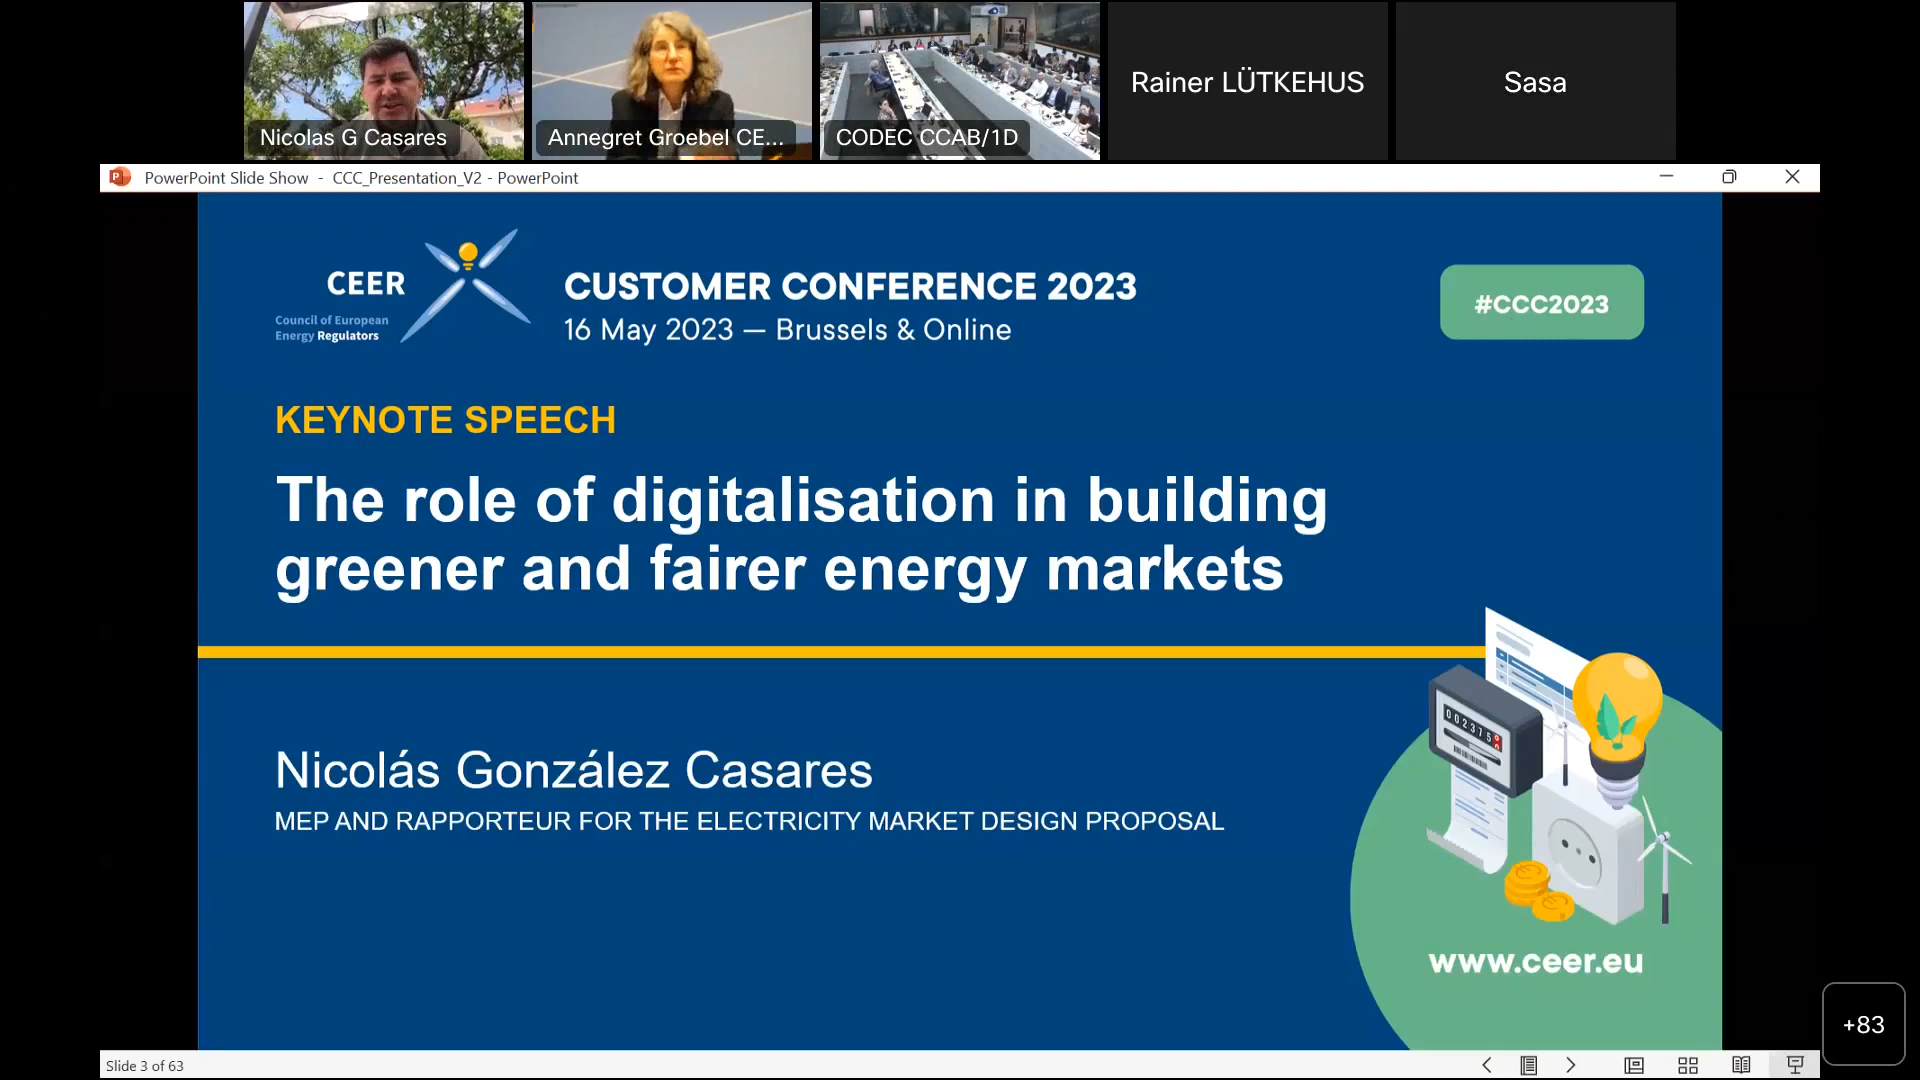 Nicolas G Casares
Annegret Groebel CE...
CODEC CCAB/1D
Rainer LÜTKEHUS
Sasa
PowerPoint Slide Show - CCC_Presentation_V2 - PowerPoint
CEER
Council of European
Energy Regulators
CUSTOMER CONFERENCE 2023
16 May 2023 — Brussels & Online
#CCC2023
KEYNOTE SPEECH
The role of digitalisation in building
greener and fairer energy markets
Nicolás González Casares
MEP AND RAPPORTEUR FOR THE ELECTRICITY MARKET DESIGN PROPOSAL
www.ceer.eu
+83
Slide 3 of 63